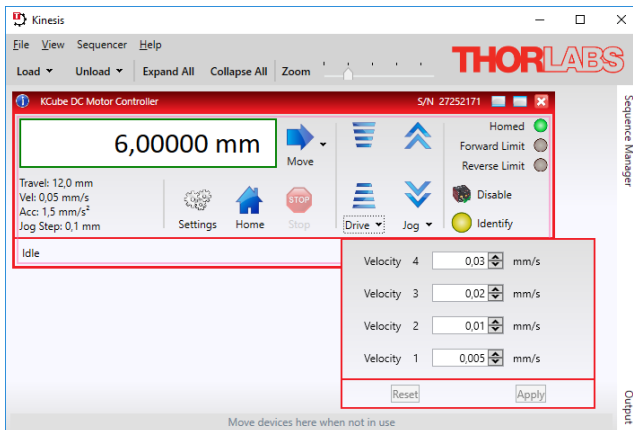 Kinesis
File View Sequencer Help
Load Unload Expand All Collapse All Zoom
THORLABS
KCube DC Motor Controller S/N 27252171
6,00000 mm
Move
Homed
Forward Limit
Reverse Limit
Travel: 12,0 mm
Vel: 0,05 mm/s
Acc: 1,5 mm/s²
Jog Step: 0,1 mm
Settings Home STOP Stop Drive Jog
Disable
Identify
Idle
Velocity 4 0,03 mm/s
Velocity 3 0,02 mm/s
Velocity 2 0,01 mm/s
Velocity 1 0,005 mm/s
Reset Apply
Move devices here when not in use
Sequence Manager
Output